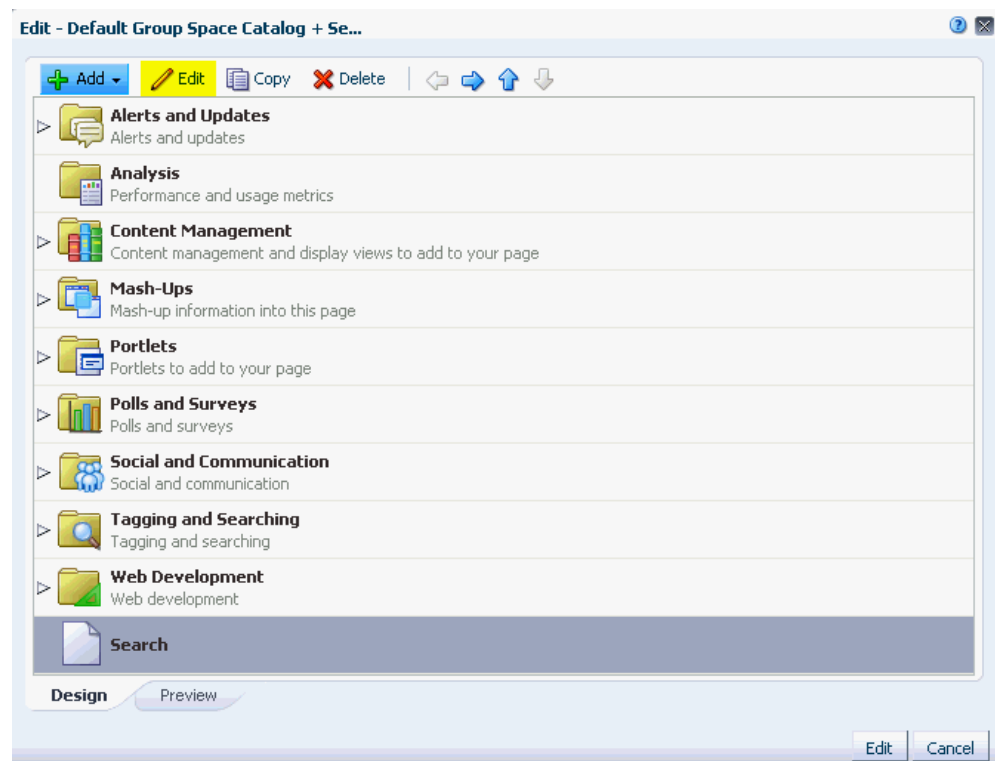 Edit - Default Group Space Catalog + Se...
Add Edit Copy Delete
Alerts and Updates
Alerts and updates
Analysis
Performance and usage metrics
Content Management
Content management and display views to add to your page
Mash-Ups
Mash-up information into this page
Portlets
Portlets to add to your page
Polls and Surveys
Polls and surveys
Social and Communication
Social and communication
Tagging and Searching
Tagging and searching
Web Development
Web development
Search
Design Preview
Edit Cancel